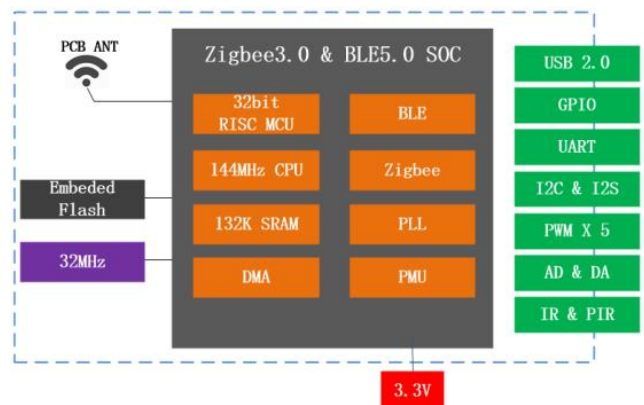 PCB ANT
Zigbee3.0 & BLE5.0 SOC
32bit
RISC MCU
BLE
144MHz CPU
Zigbee
132K SRAM
PLL
DMA
PMU
Embeded
Flash
32MHz
USB 2.0
GPIO
UART
I2C & I2S
PWM X 5
AD & DA
IR & PIR
3.3V